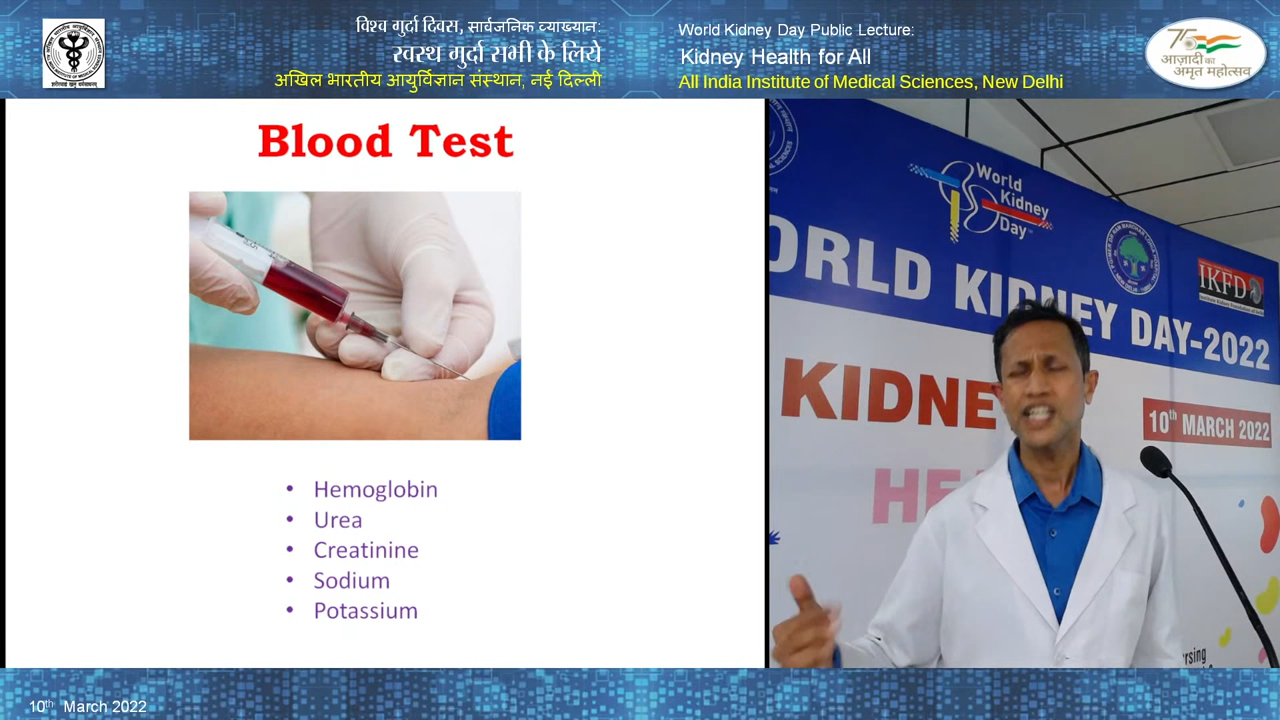 विश्व गुर्दा दिवस, सार्वजनिक व्याख्यान:
स्वस्थ गुर्दा सभी के लिये
अखिल भारतीय आयुर्विज्ञान संस्थान, नई दिल्ली
World Kidney Day Public Lecture:
Kidney Health for All
All India Institute of Medical Sciences, New Delhi
75
आज़ादी का
अमृत महोत्सव
Blood Test
• Hemoglobin
• Urea
• Creatinine
• Sodium
• Potassium
World
Kidney
Day
IKFD
ORLD KIDNEY DAY-2022
KIDNE
10th MARCH 2022
HE
rsing
10th March 2022